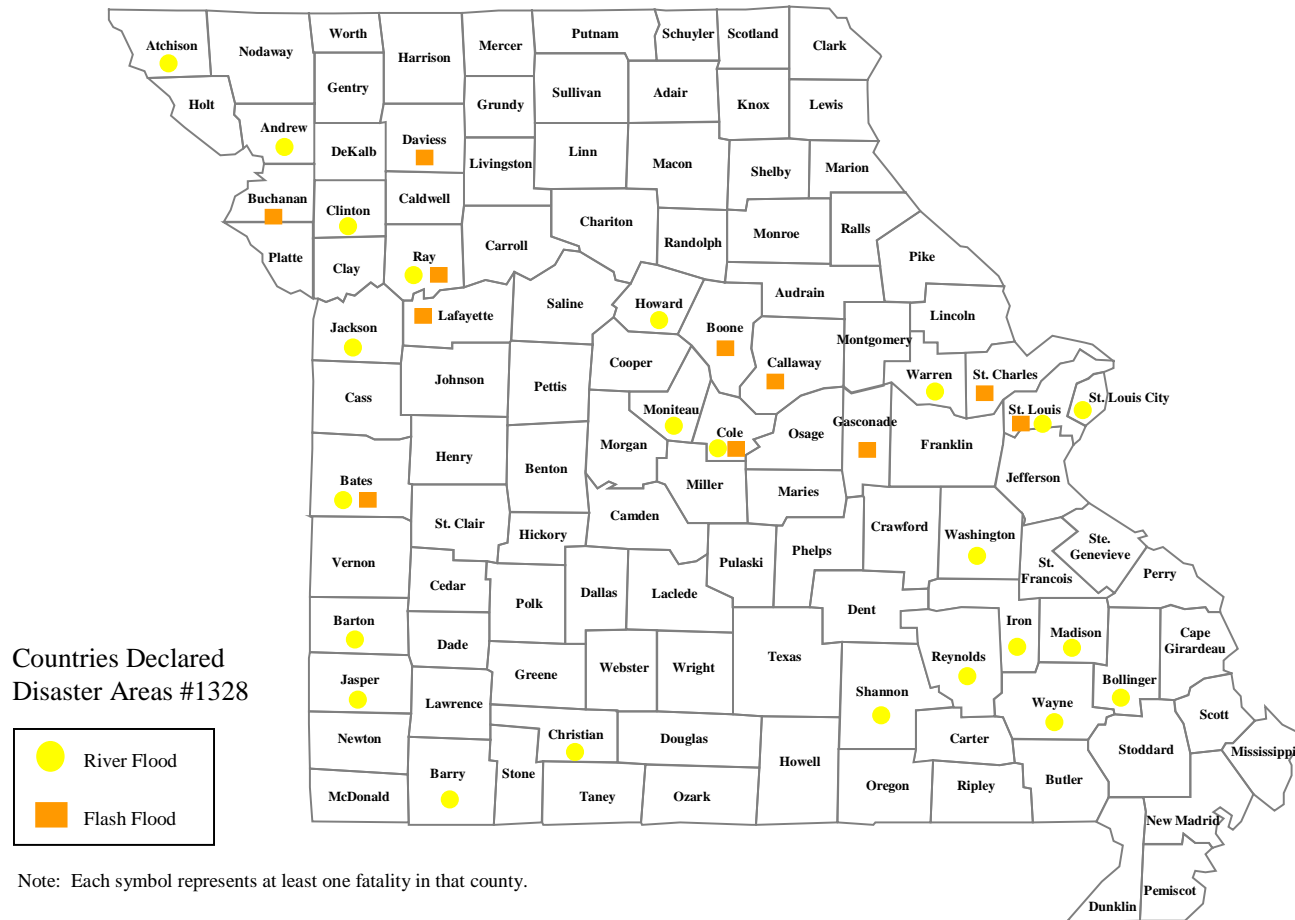 Worth
Putnam
Schuyler
Scotland
Atchison
Nodaway
Harrison
Mercer
Clark
Gentry
Sullivan
Adair
Holt
Grundy
Knox
Lewis
Andrew
DeKalb
Daviess
Linn
Macon
Livingston
Shelby
Marion
Buchanan
Clinton
Caldwell
Chariton
Monroe
Ralls
Platte
Clay
Ray
Carroll
Randolph
Pike
Audrain
Saline
Howard
Lafayette
Lincoln
Jackson
Boone
Montgomery
Cooper
Callaway
Johnson
Pettis
Warren
St. Charles
Cass
St. Louis City
Moniteau
St. Louis
Cole
Osage
Gasconade
Morgan
Franklin
Henry
Benton
Bates
Miller
Maries
Jefferson
St. Clair
Camden
Crawford
Hickory
Washington
Ste.
Genevieve
Vernon
Pulaski
Phelps
St.
Francois
Perry
Cedar
Polk
Dallas
Laclede
Dent
Barton
Dade
Iron
Madison
Cape
Girardeau
Countries Declared
Disaster Areas #1328
Jasper
Greene
Webster
Wright
Texas
Reynolds
Bollinger
Lawrence
Shannon
Wayne
Scott
Newton
Christian
Douglas
Carter
Stoddard
Mississippi
River Flood
Barry
Stone
Howell
Oregon
Ripley
Butler
McDonald
Taney
Ozark
Flash Flood
New Madrid
Note: Each symbol represents at least one fatality in that county.
Pemiscot
Dunklin